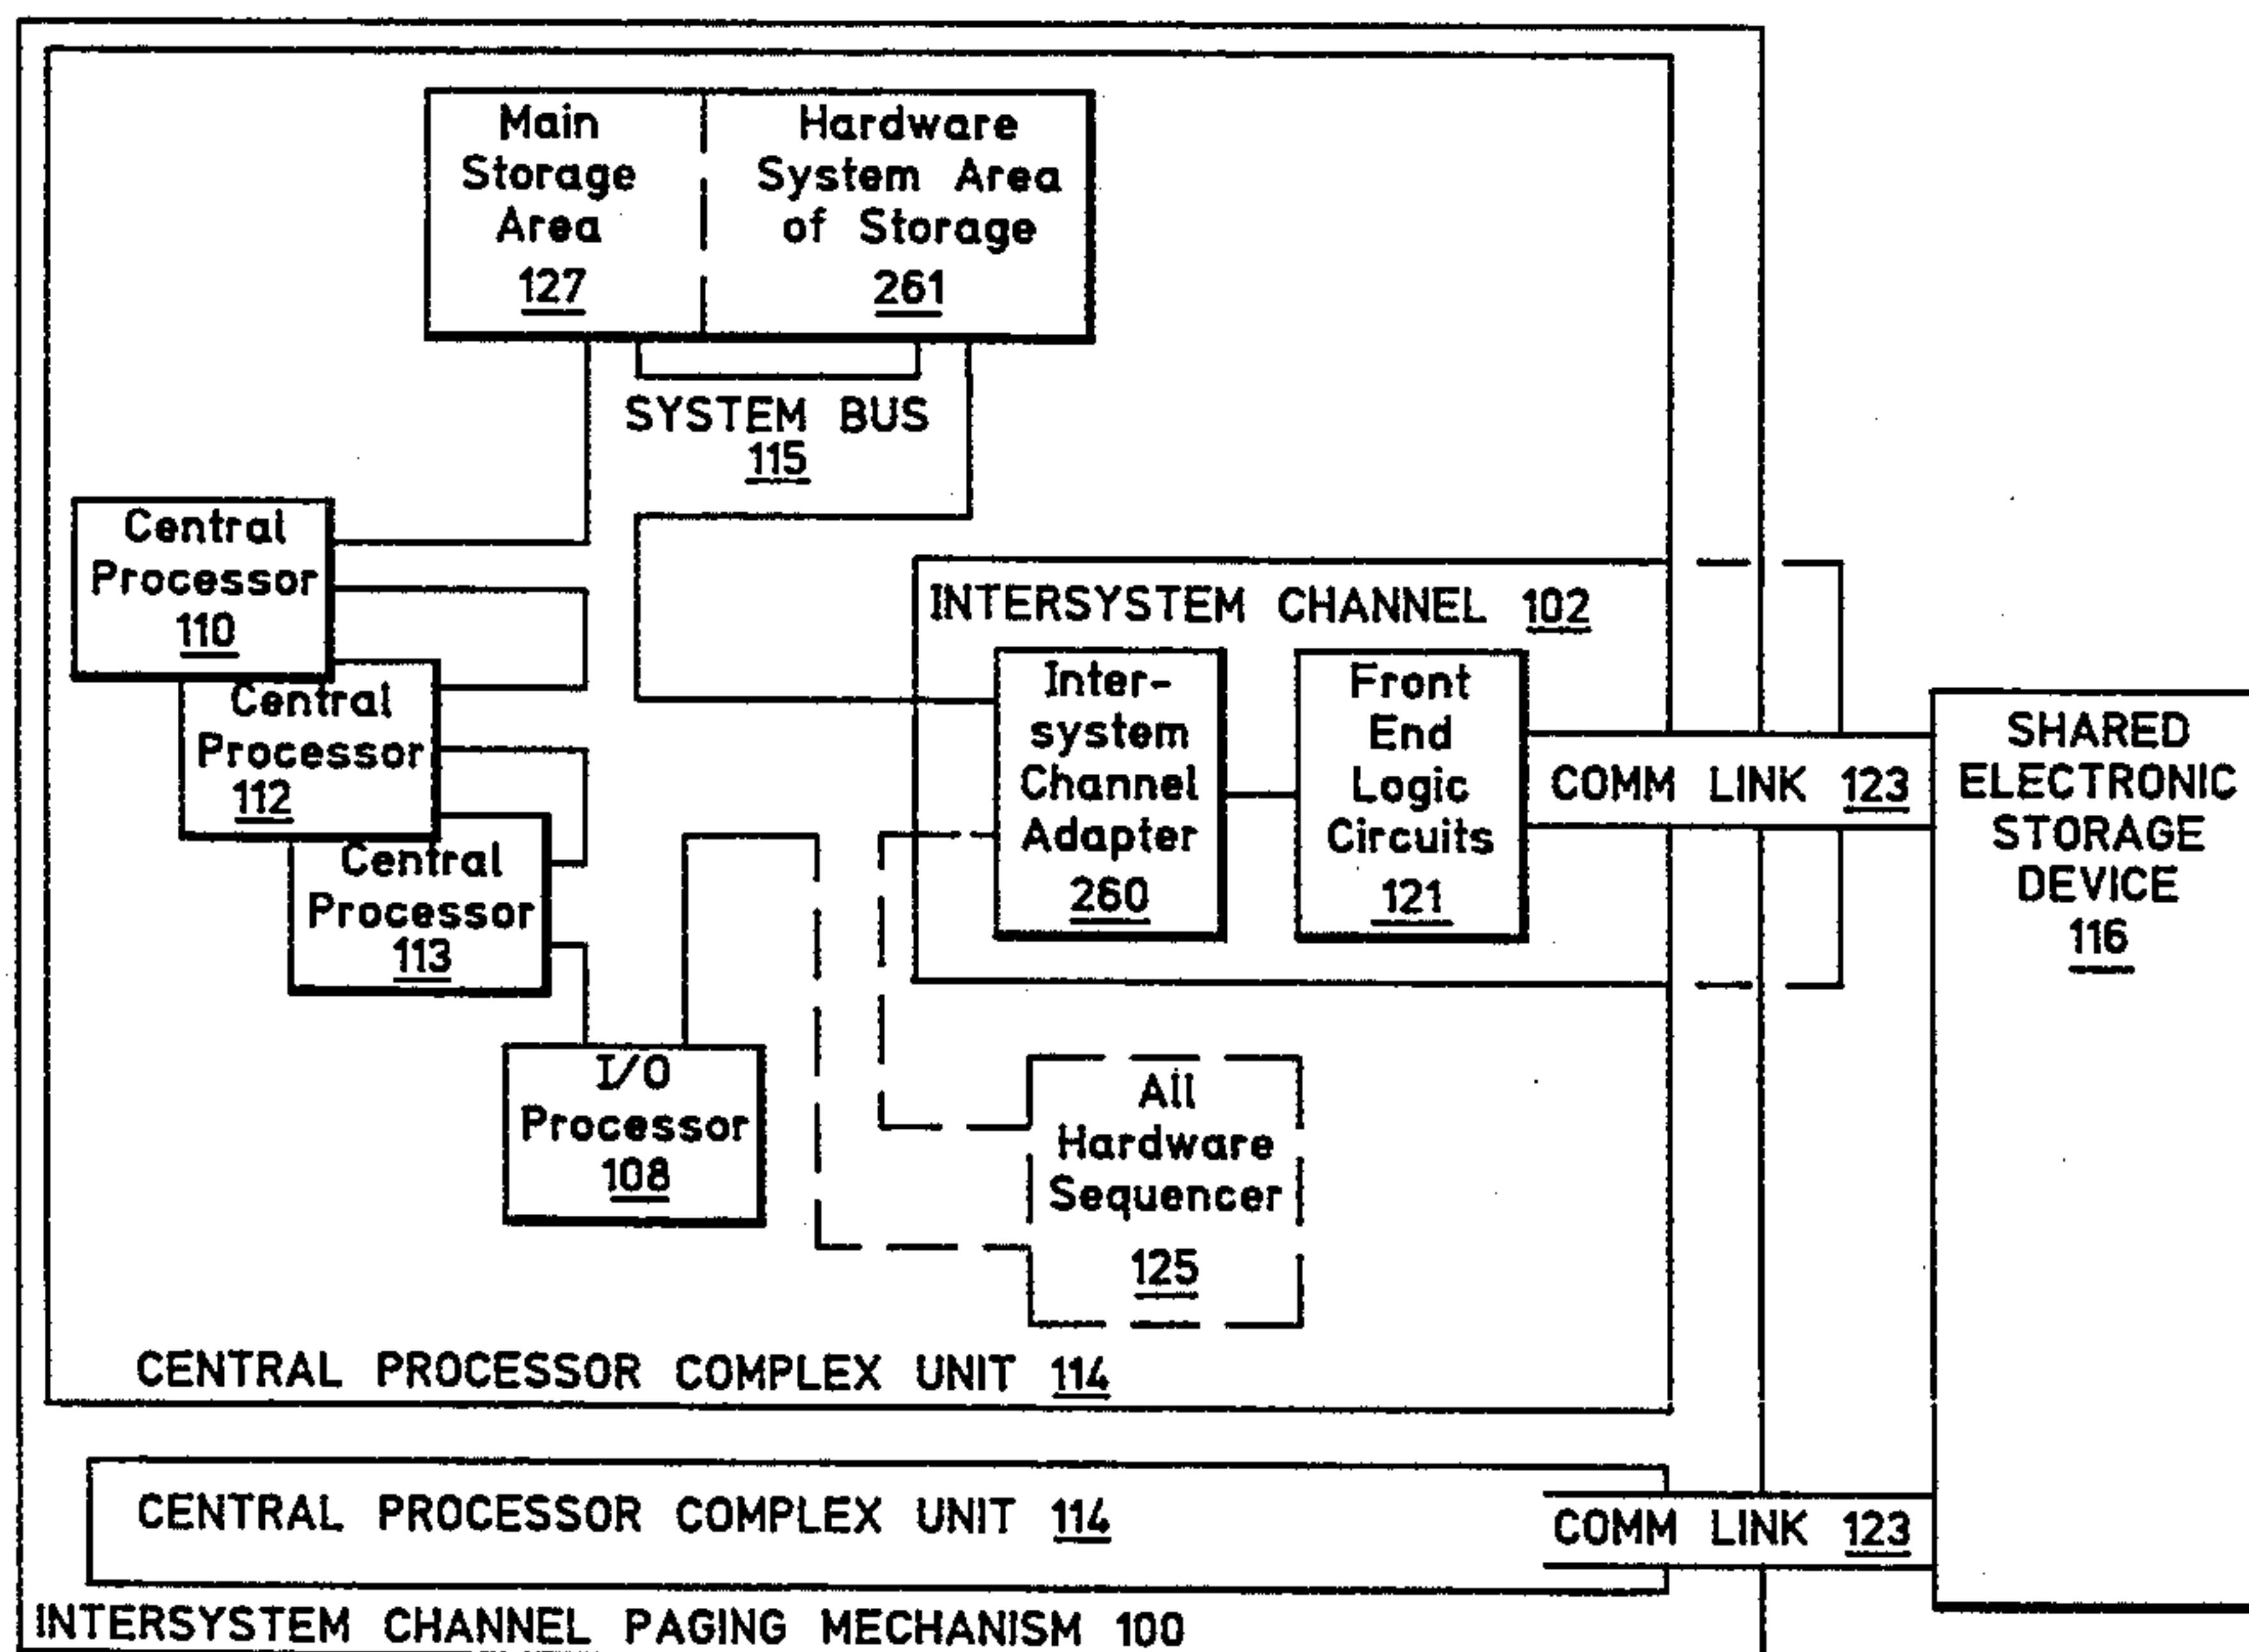 Main
Storage
Area
127
Hardware
System Area
of Storage
261
SYSTEM BUS
115
Central
Processor
110
Central
Processor
112
Central
Processor
113
I/O
Processor
108
INTERSYSTEM CHANNEL 102
Inter-
system
Channel
Adapter
260
Front
End
Logic
Circuits
121
COMM LINK 123
SHARED
ELECTRONIC
STORAGE
DEVICE
116
All
Hardware
Sequencer
125
CENTRAL PROCESSOR COMPLEX UNIT 114
CENTRAL PROCESSOR COMPLEX UNIT 114
COMM LINK 123
INTERSYSTEM CHANNEL PAGING MECHANISM 100